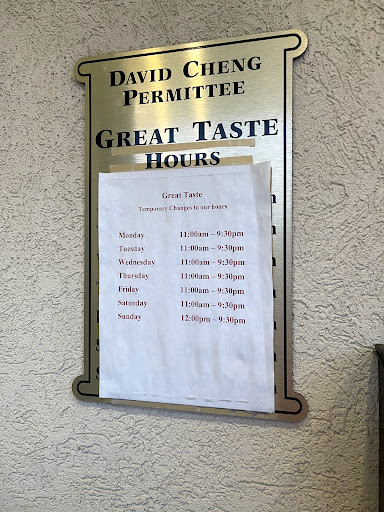 DAVID CHENG
PERMITTEE
GREAT TASTE
HOURS
Great Taste
Temporary Changes to our hours
Monday 11:00am – 9:30pm
Tuesday 11:00am – 9:30pm
Wednesday 11:00am – 9:30pm
Thursday 11:00am – 9:30pm
Friday 11:00am – 9:30pm
Saturday 11:00am – 9:30pm
Sunday 12:00pm – 9:30pm